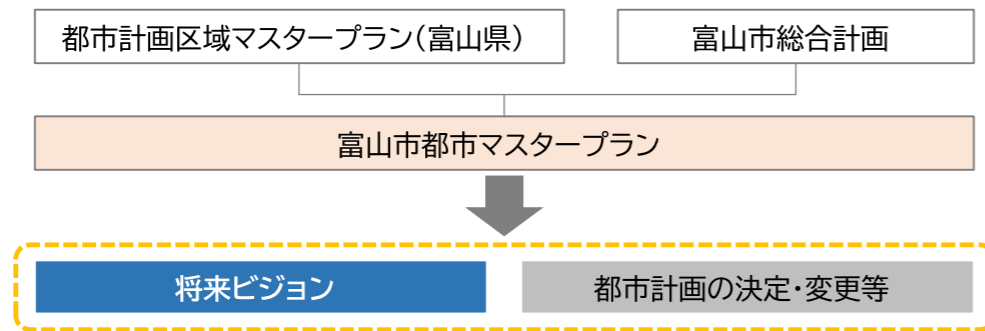 都市計画区域マスタープラン（富山県）
富山市総合計画
富山市都市マスタープラン
将来ビジョン
都市計画の決定・変更等